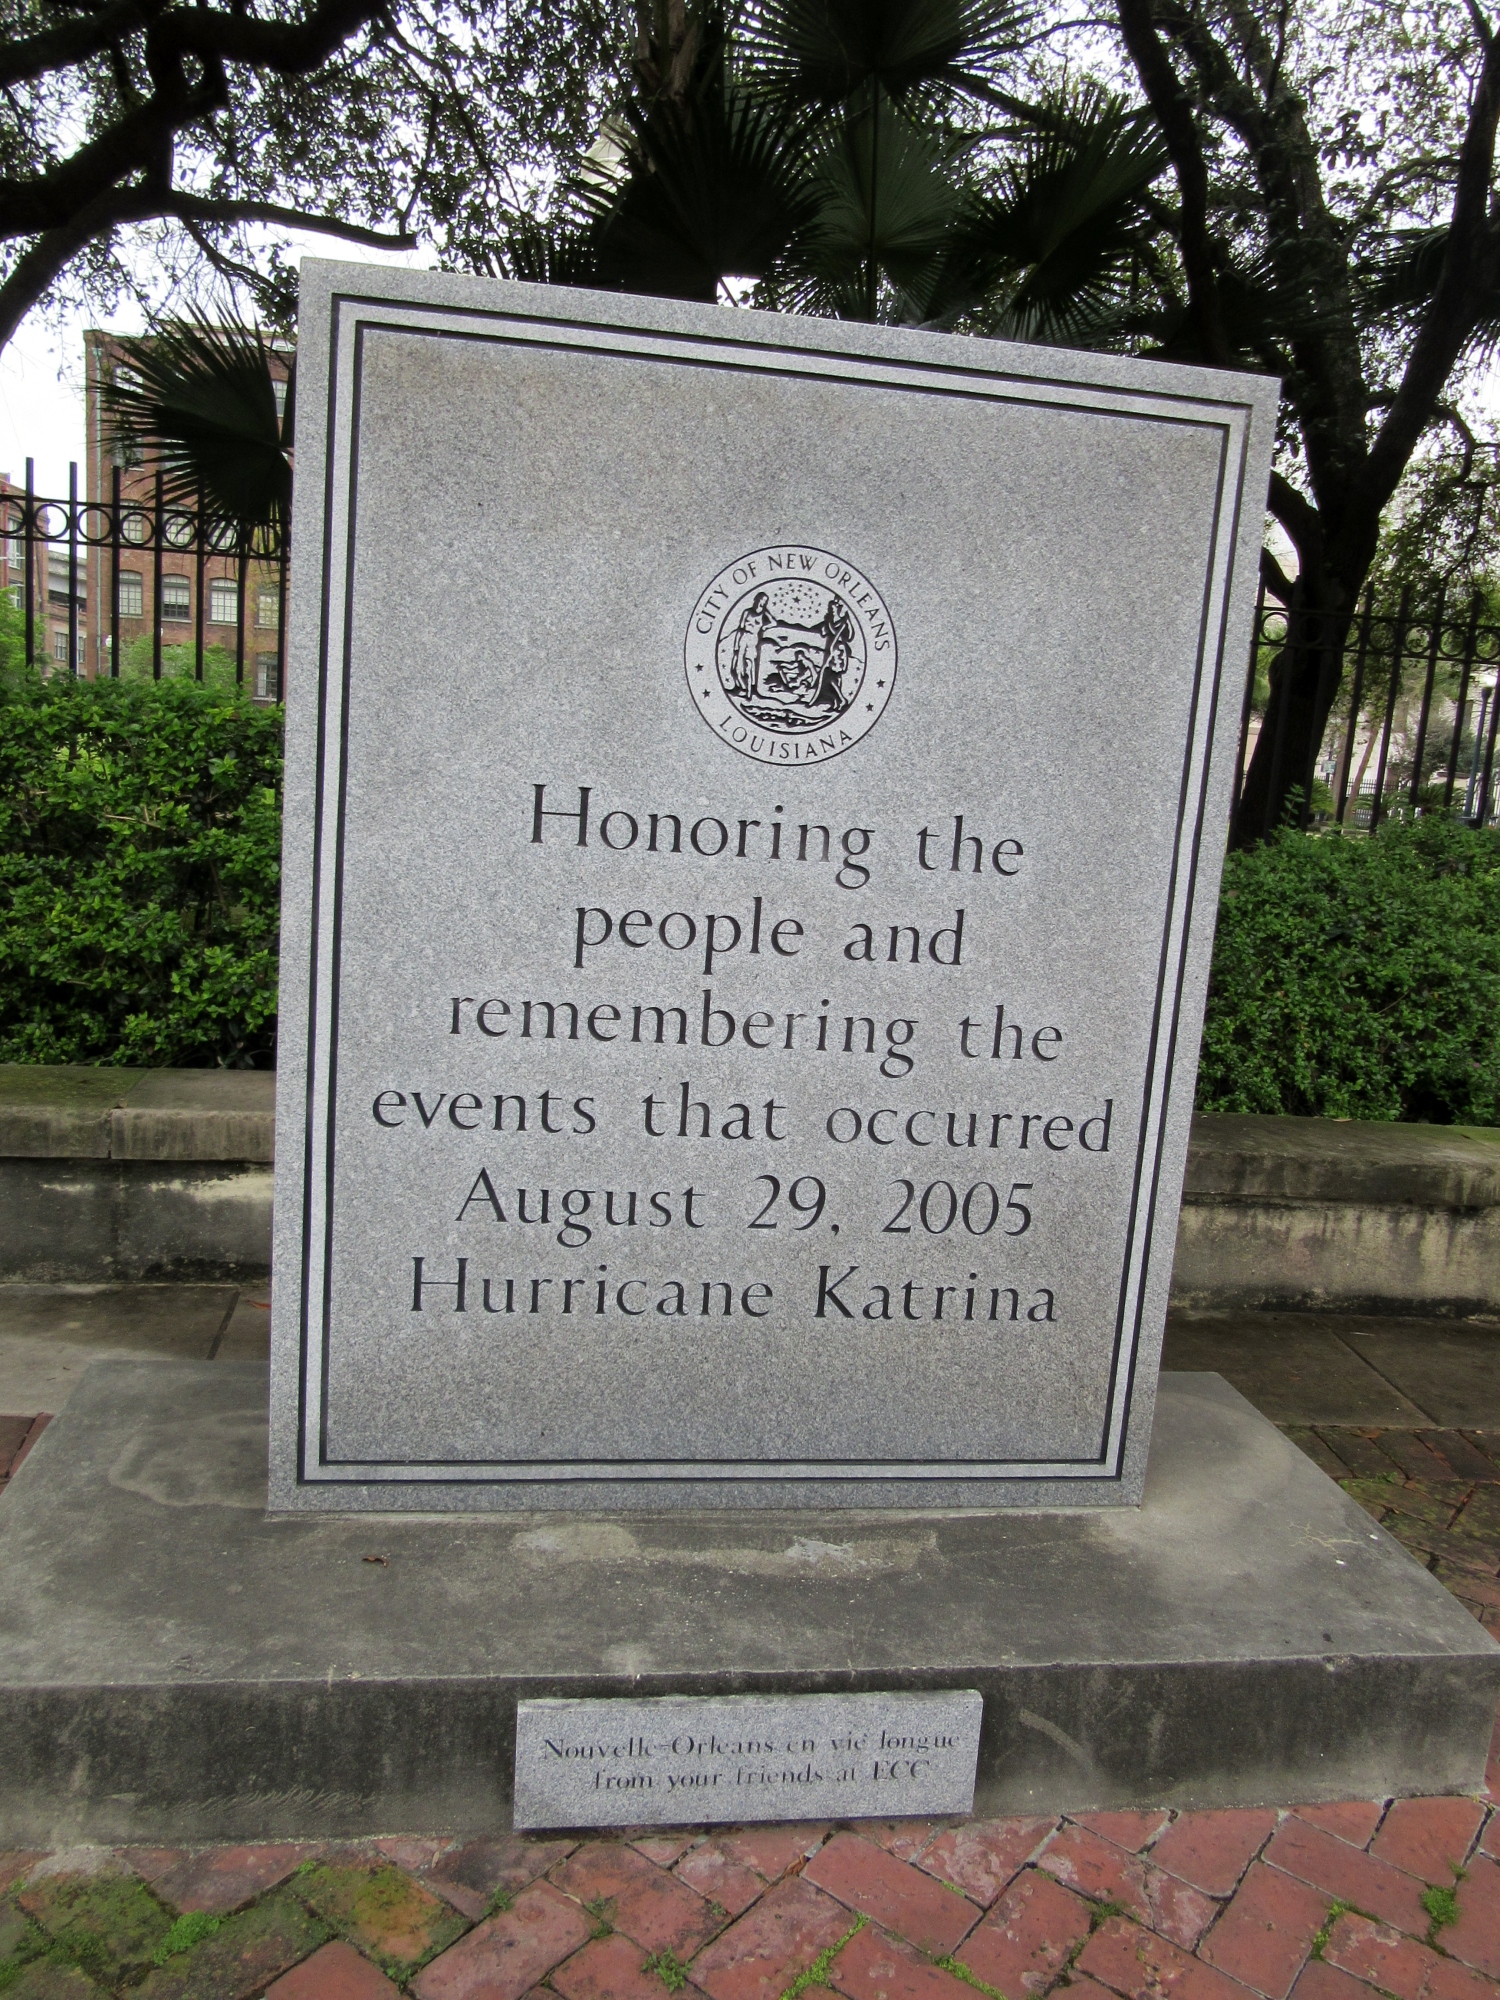 CITY OF NEW ORLEANS
LOUISIANA
Honoring the
people and
remembering the
events that occurred
August 29, 2005
Hurricane Katrina
Nouvelle-Orleans en vie longue
from your friends at ECC